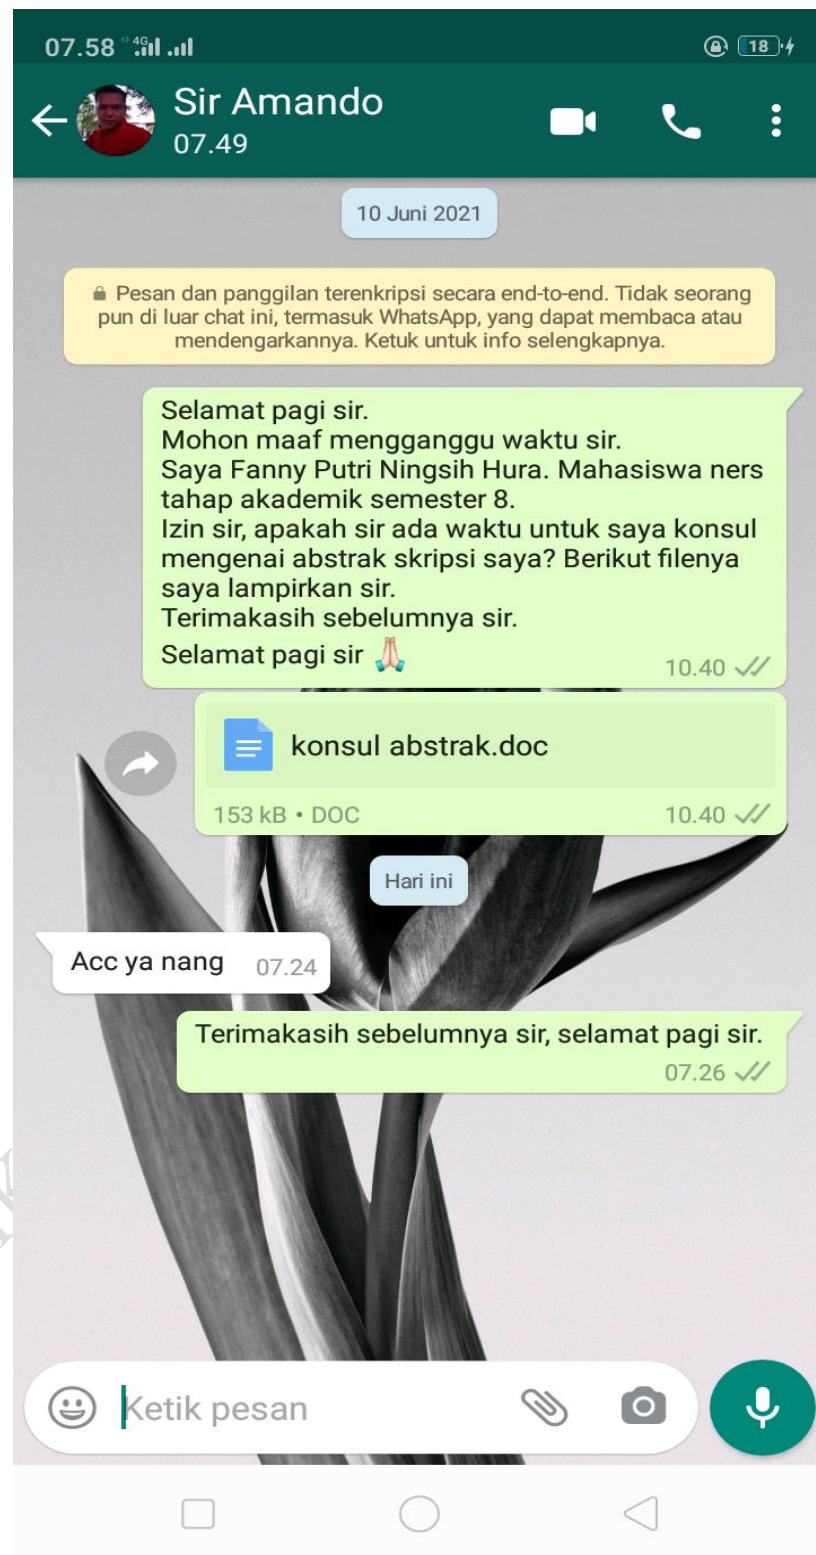 07.58 4G 18
Sir Amando
07.49
10 Juni 2021
Pesan dan panggilan terenkripsi secara end-to-end. Tidak seorang
pun di luar chat ini, termasuk WhatsApp, yang dapat membaca atau
mendengarkannya. Ketuk untuk info selengkapnya.
Selamat pagi sir.
Mohon maaf mengganggu waktu sir.
Saya Fanny Putri Ningsih Hura. Mahasiswa ners
tahap akademik semester 8.
Izin sir, apakah sir ada waktu untuk saya konsul
mengenai abstrak skripsi saya? Berikut filenya
saya lampirkan sir.
Terimakasih sebelumnya sir.
Selamat pagi sir 🙏🏻
10.40
konsul abstrak.doc
153 kB • DOC 10.40
Hari ini
Acc ya nang 07.24
Terimakasih sebelumnya sir, selamat pagi sir.
07.26
Ketik pesan